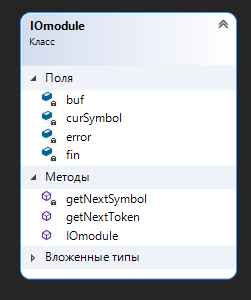 IOmodule
Класс
Поля
buf
curSymbol
error
fin
Методы
getNextSymbol
getNextToken
IOmodule
Вложенные типы